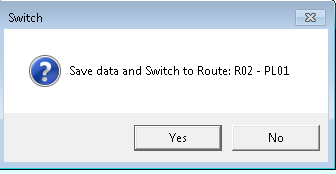 Switch
Save data and Switch to Route: R02 - PL01
Yes
No